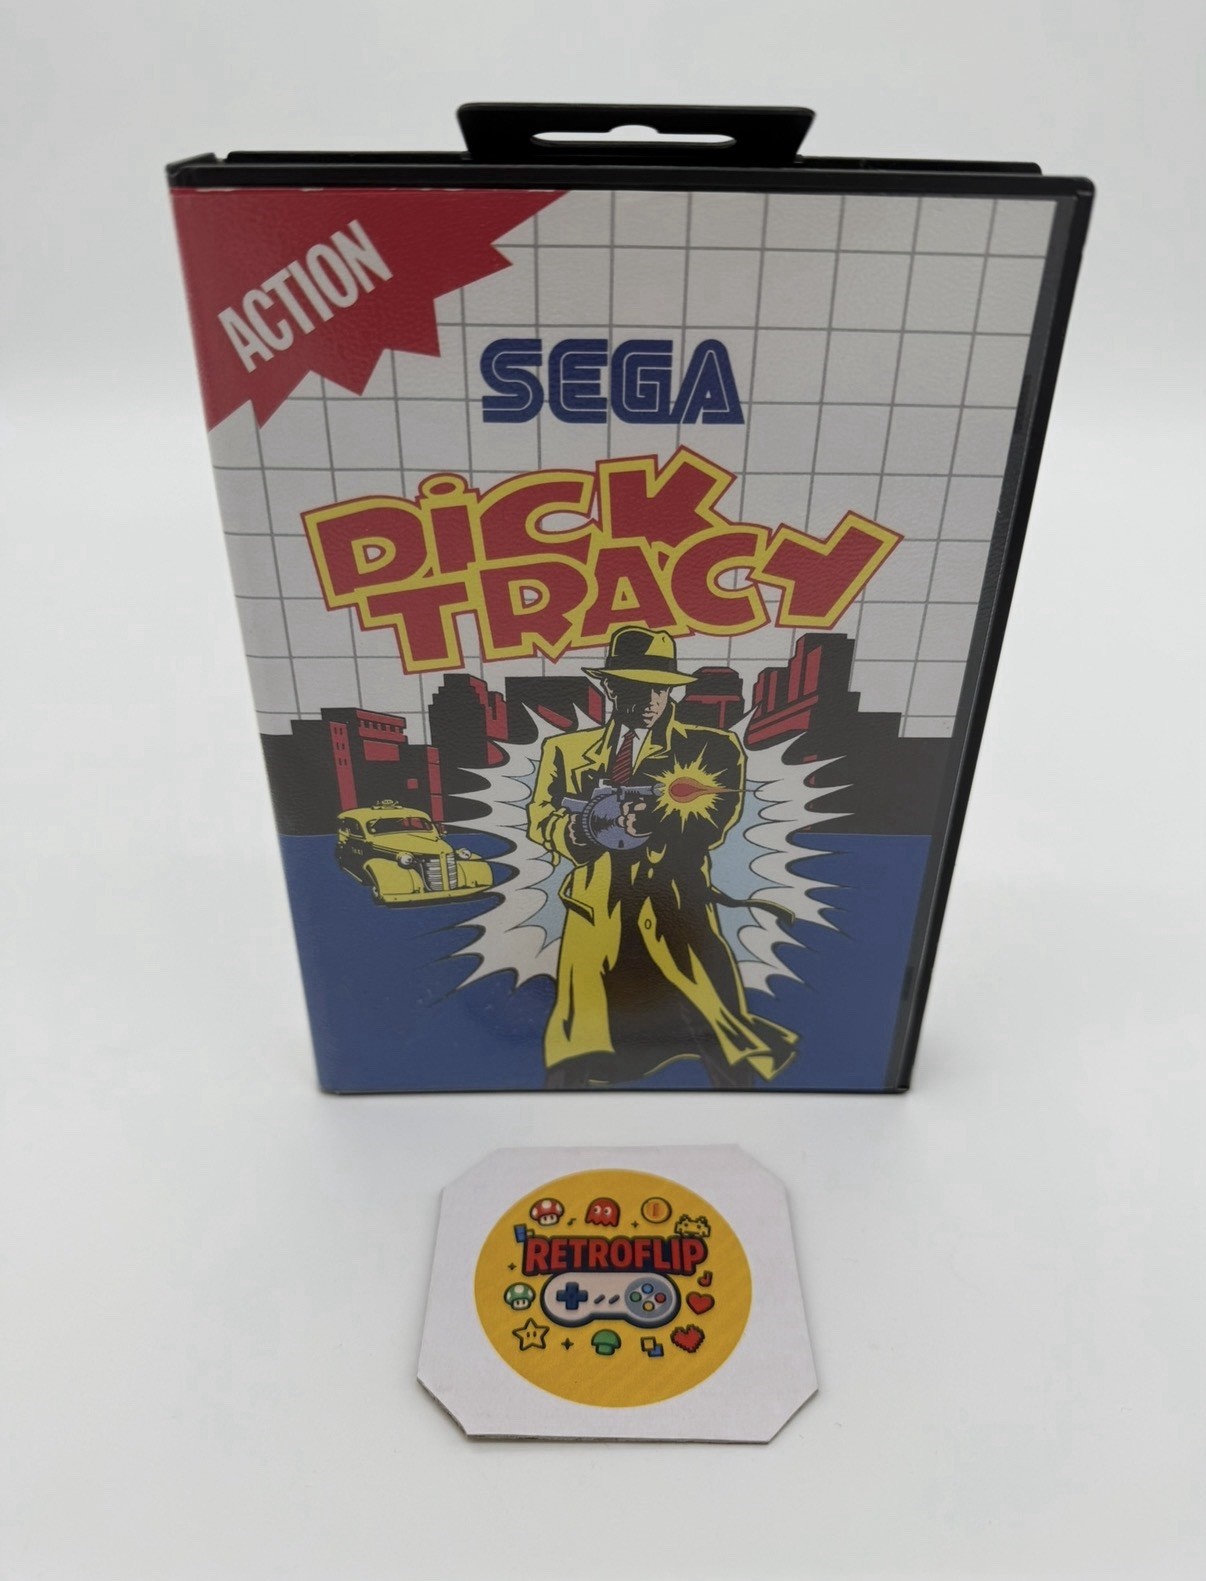 ACTION
SEGA
DiCK
TRACY
RETROFLIP